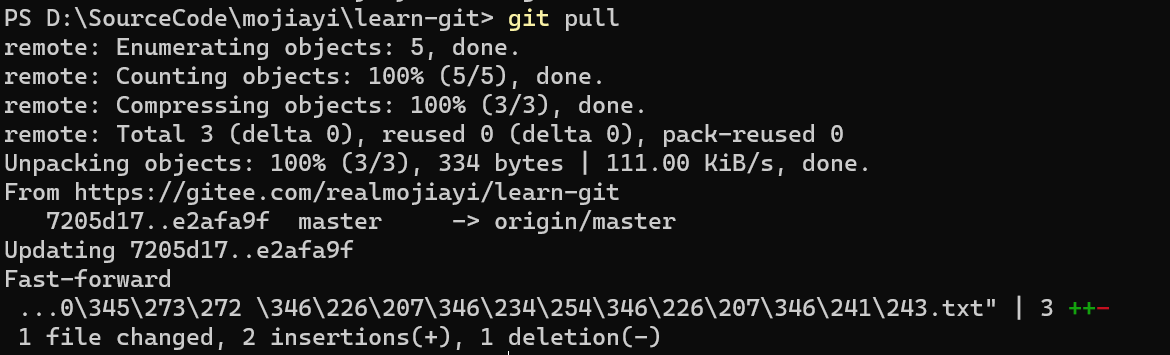 PS D:\SourceCode\mojiayi\learn-git> git pull
remote: Enumerating objects: 5, done.
remote: Counting objects: 100% (5/5), done.
remote: Compressing objects: 100% (3/3), done.
remote: Total 3 (delta 0), reused 0 (delta 0), pack-reused 0
Unpacking objects: 100% (3/3), 334 bytes | 111.00 KiB/s, done.
From https://gitee.com/realmojiayi/learn-git
   7205d17..e2afa9f  master     -> origin/master
Updating 7205d17..e2afa9f
Fast-forward
 ...0\345\273\272 \346\226\207\346\234\254\346\226\207\346\241\243.txt" | 3 ++-
 1 file changed, 2 insertions(+), 1 deletion(-)